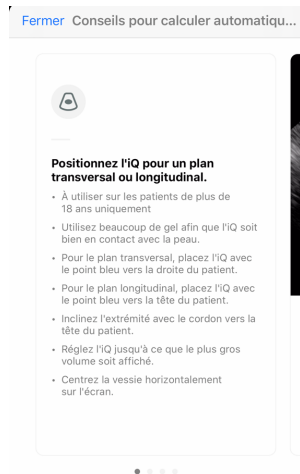 Fermer Conseils pour calculer automatiqu...
Positionnez l'iQ pour un plan
transversal ou longitudinal.
• À utiliser sur les patients de plus de
18 ans uniquement
• Utilisez beaucoup de gel afin que l'iQ soit
bien en contact avec la peau.
• Pour le plan transversal, placez l'iQ avec
le point bleu vers la droite du patient.
• Pour le plan longitudinal, placez l'iQ avec
le point bleu vers la tête du patient.
• Inclinez l'extrémité avec le cordon vers la
tête du patient.
• Réglez l'iQ jusqu'à ce que le plus gros
volume soit affiché.
• Centrez la vessie horizontalement
sur l'écran.